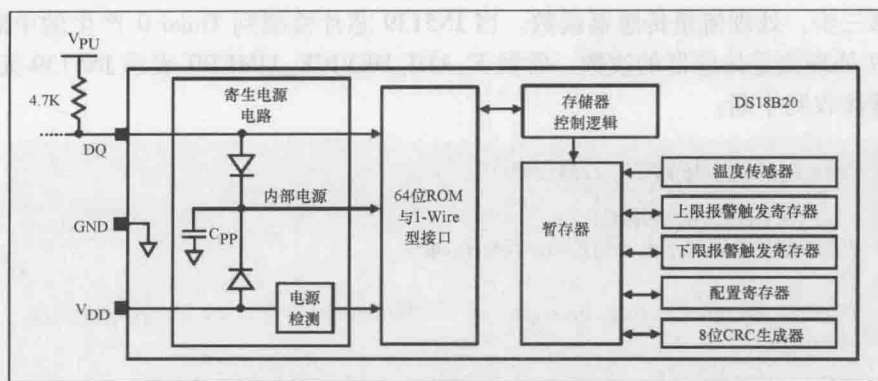 V_PU
4.7K
DQ
GND
V_DD
寄生电源
电路
内部电源
C_PP
电源
检测
64位ROM
与1-Wire
型接口
存储器
控制逻辑
暂存器
DS18B20
温度传感器
上限报警触发寄存器
下限报警触发寄存器
配置寄存器
8位CRC生成器